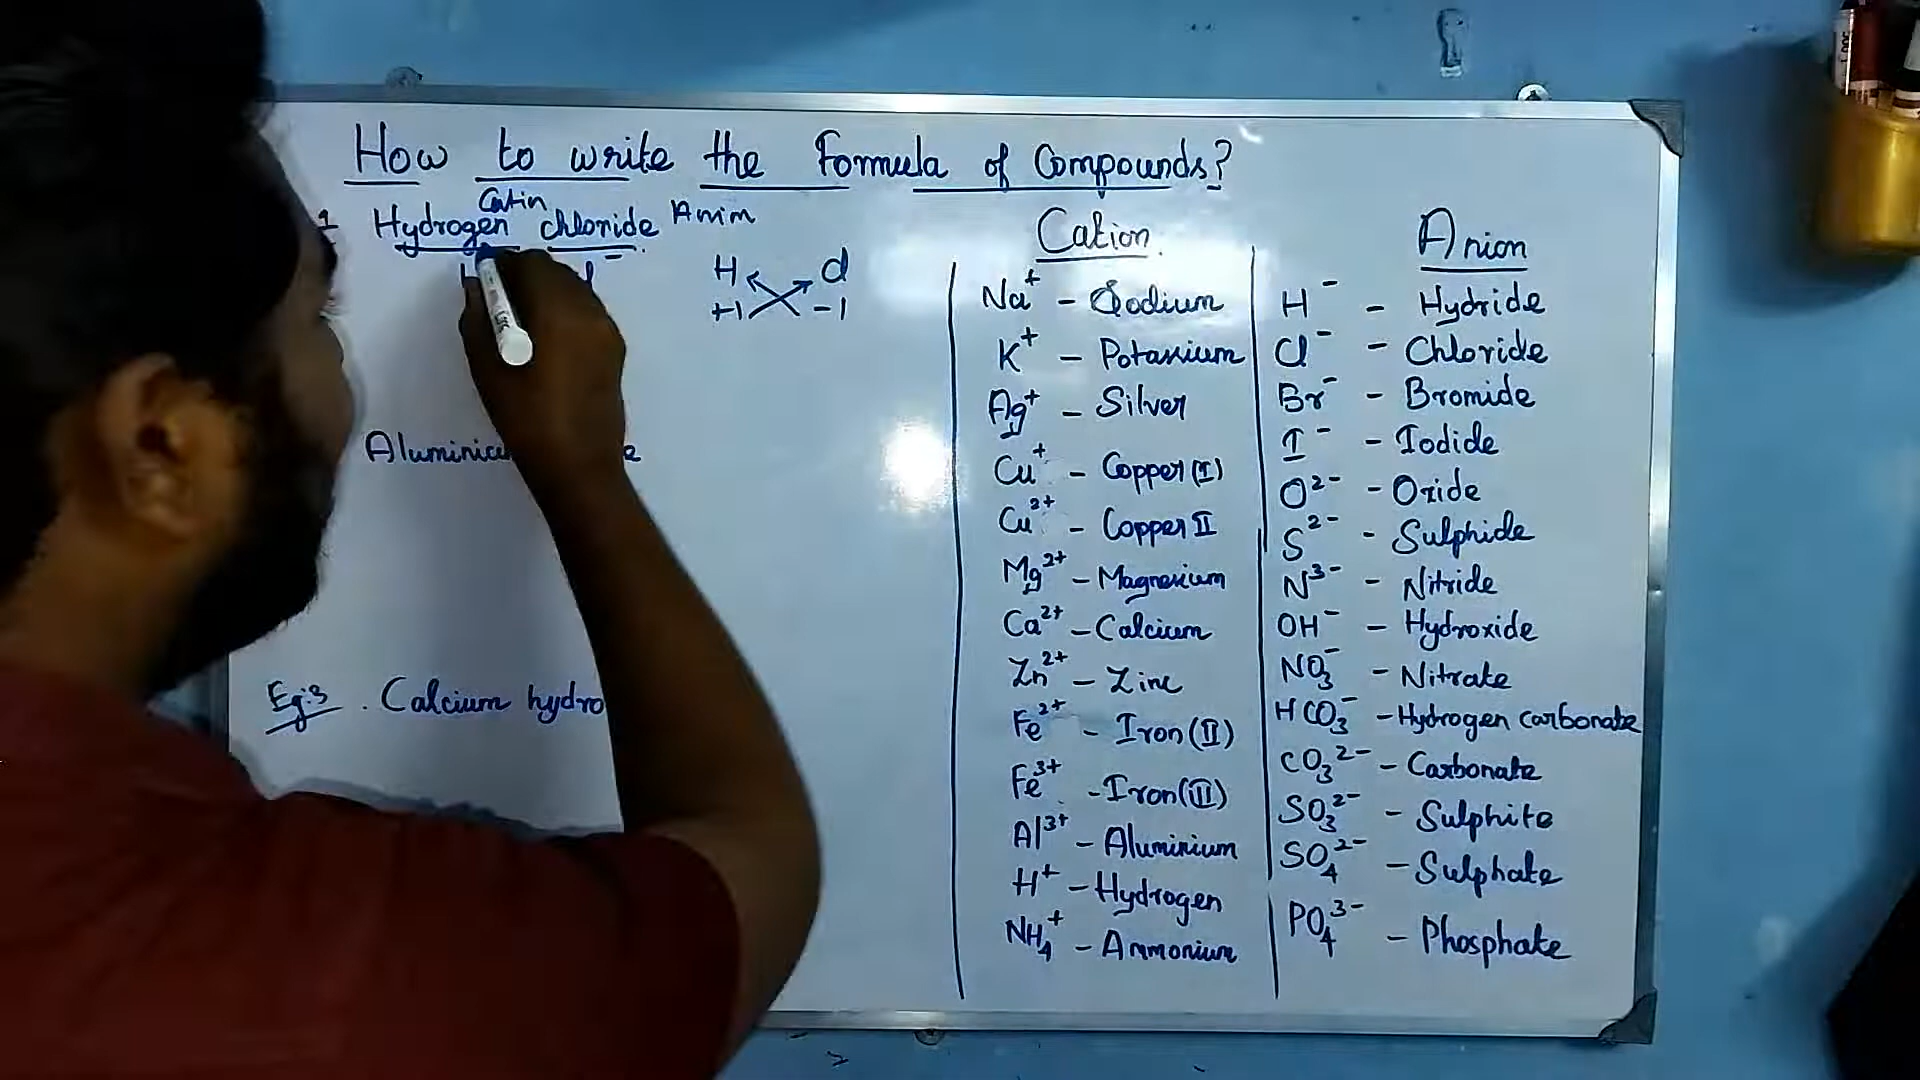 How to write the Formula of Compounds?
Catin
Hydrogen chloride Anim
H Cl
+1 -1
Aluminiu
Eg:3 . Calcium hydro
Cation
Na+ - Sodium
K+ - Potassium
Ag+ - Silver
Cu+ - Copper(I)
Cu2+ - Copper II
Mg2+ - Magnesium
Ca2+ - Calcium
Zn2+ - Zinc
Fe2+ - Iron(II)
Fe3+ - Iron(III)
Al3+ - Aluminium
H+ - Hydrogen
NH4+ - Ammonium
Anion
H- - Hydride
Cl- - Chloride
Br- - Bromide
I- - Iodide
O2- - Oxide
S2- - Sulphide
N3- - Nitride
OH- - Hydroxide
NO3- - Nitrate
HCO3- - Hydrogen carbonate
CO32- - Carbonate
SO32- - Sulphite
SO42- - Sulphate
PO43- - Phosphate